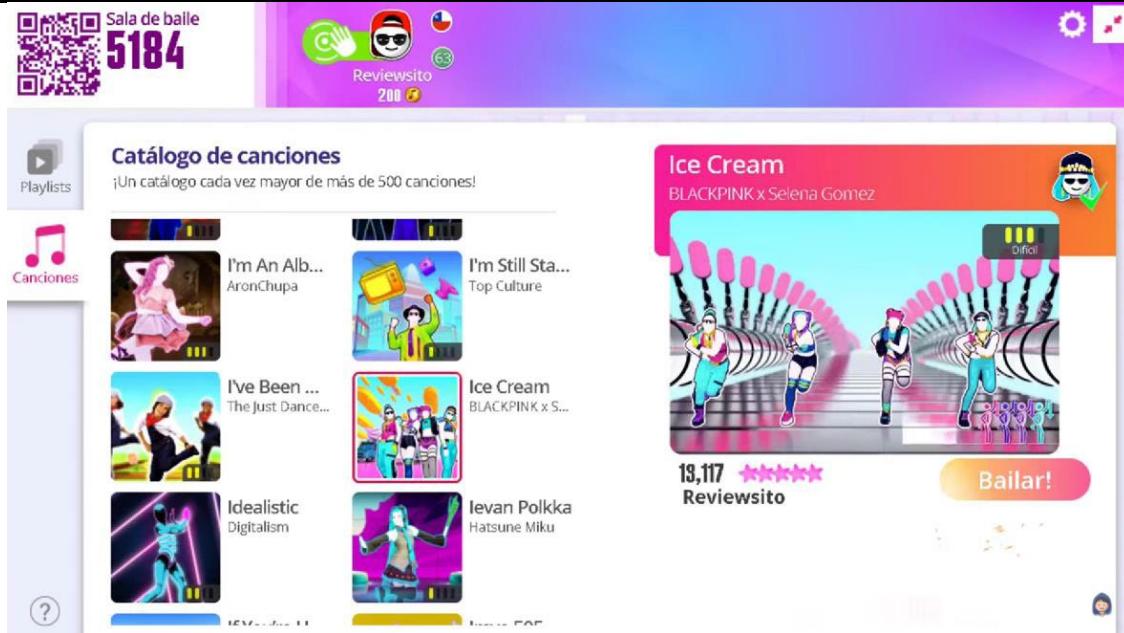 Sala de baile
5184
63
Reviewsito
200
Playlists
Canciones
Catálogo de canciones
¡Un catálogo cada vez mayor de más de 500 canciones!
I'm An Alb...
AronChupa
I'm Still Sta...
Top Culture
I've Been ...
The Just Dance...
Ice Cream
BLACKPINK x S...
Idealistic
Digitalism
Ievan Polkka
Hatsune Miku
Ice Cream
BLACKPINK x Selena Gomez
Difícil
13,117
Reviewsito
Bailar!
?